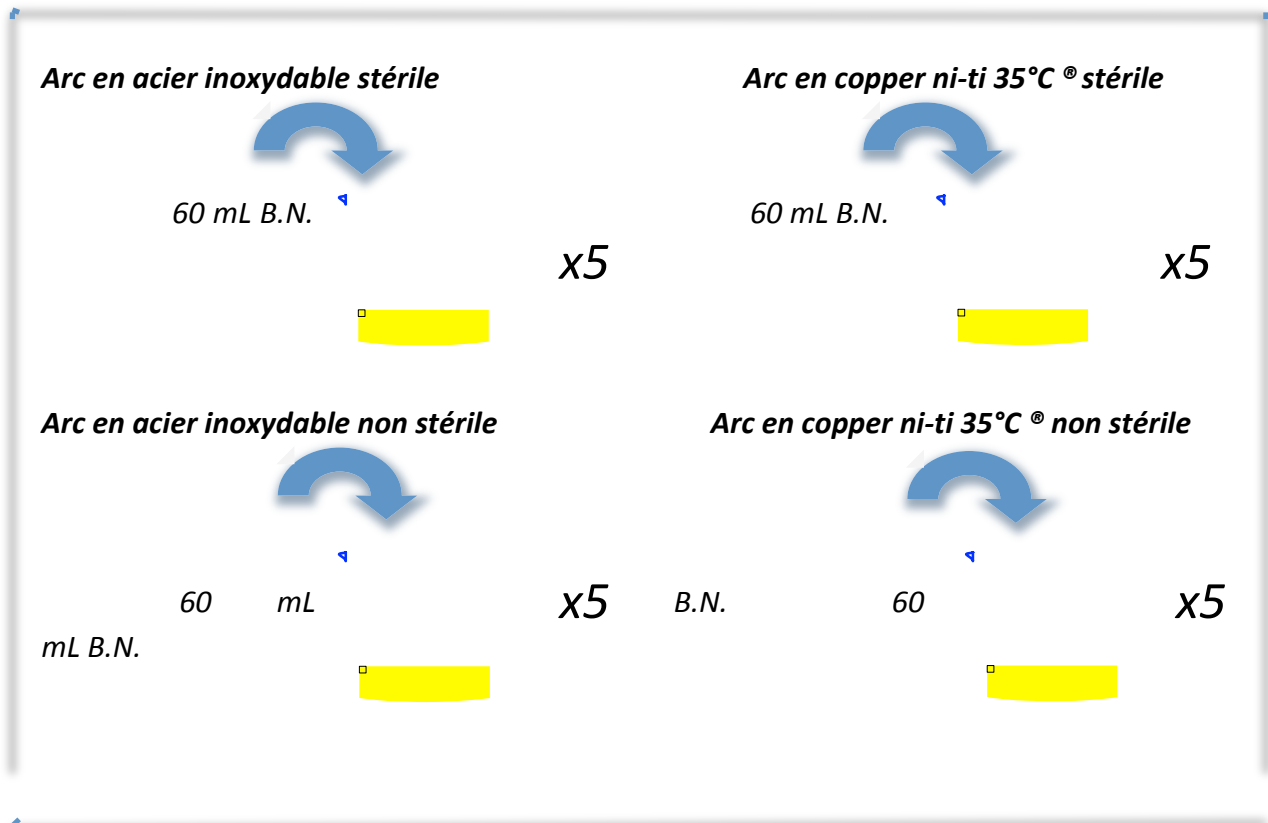 Arc en acier inoxydable stérile Arc en copper ni-ti 35°C ® stérile
60 mL B.N. 60 mL B.N.
x5 x5
Arc en acier inoxydable non stérile Arc en copper ni-ti 35°C ® non stérile
60 mL x5 B.N. 60 x5
mL B.N.